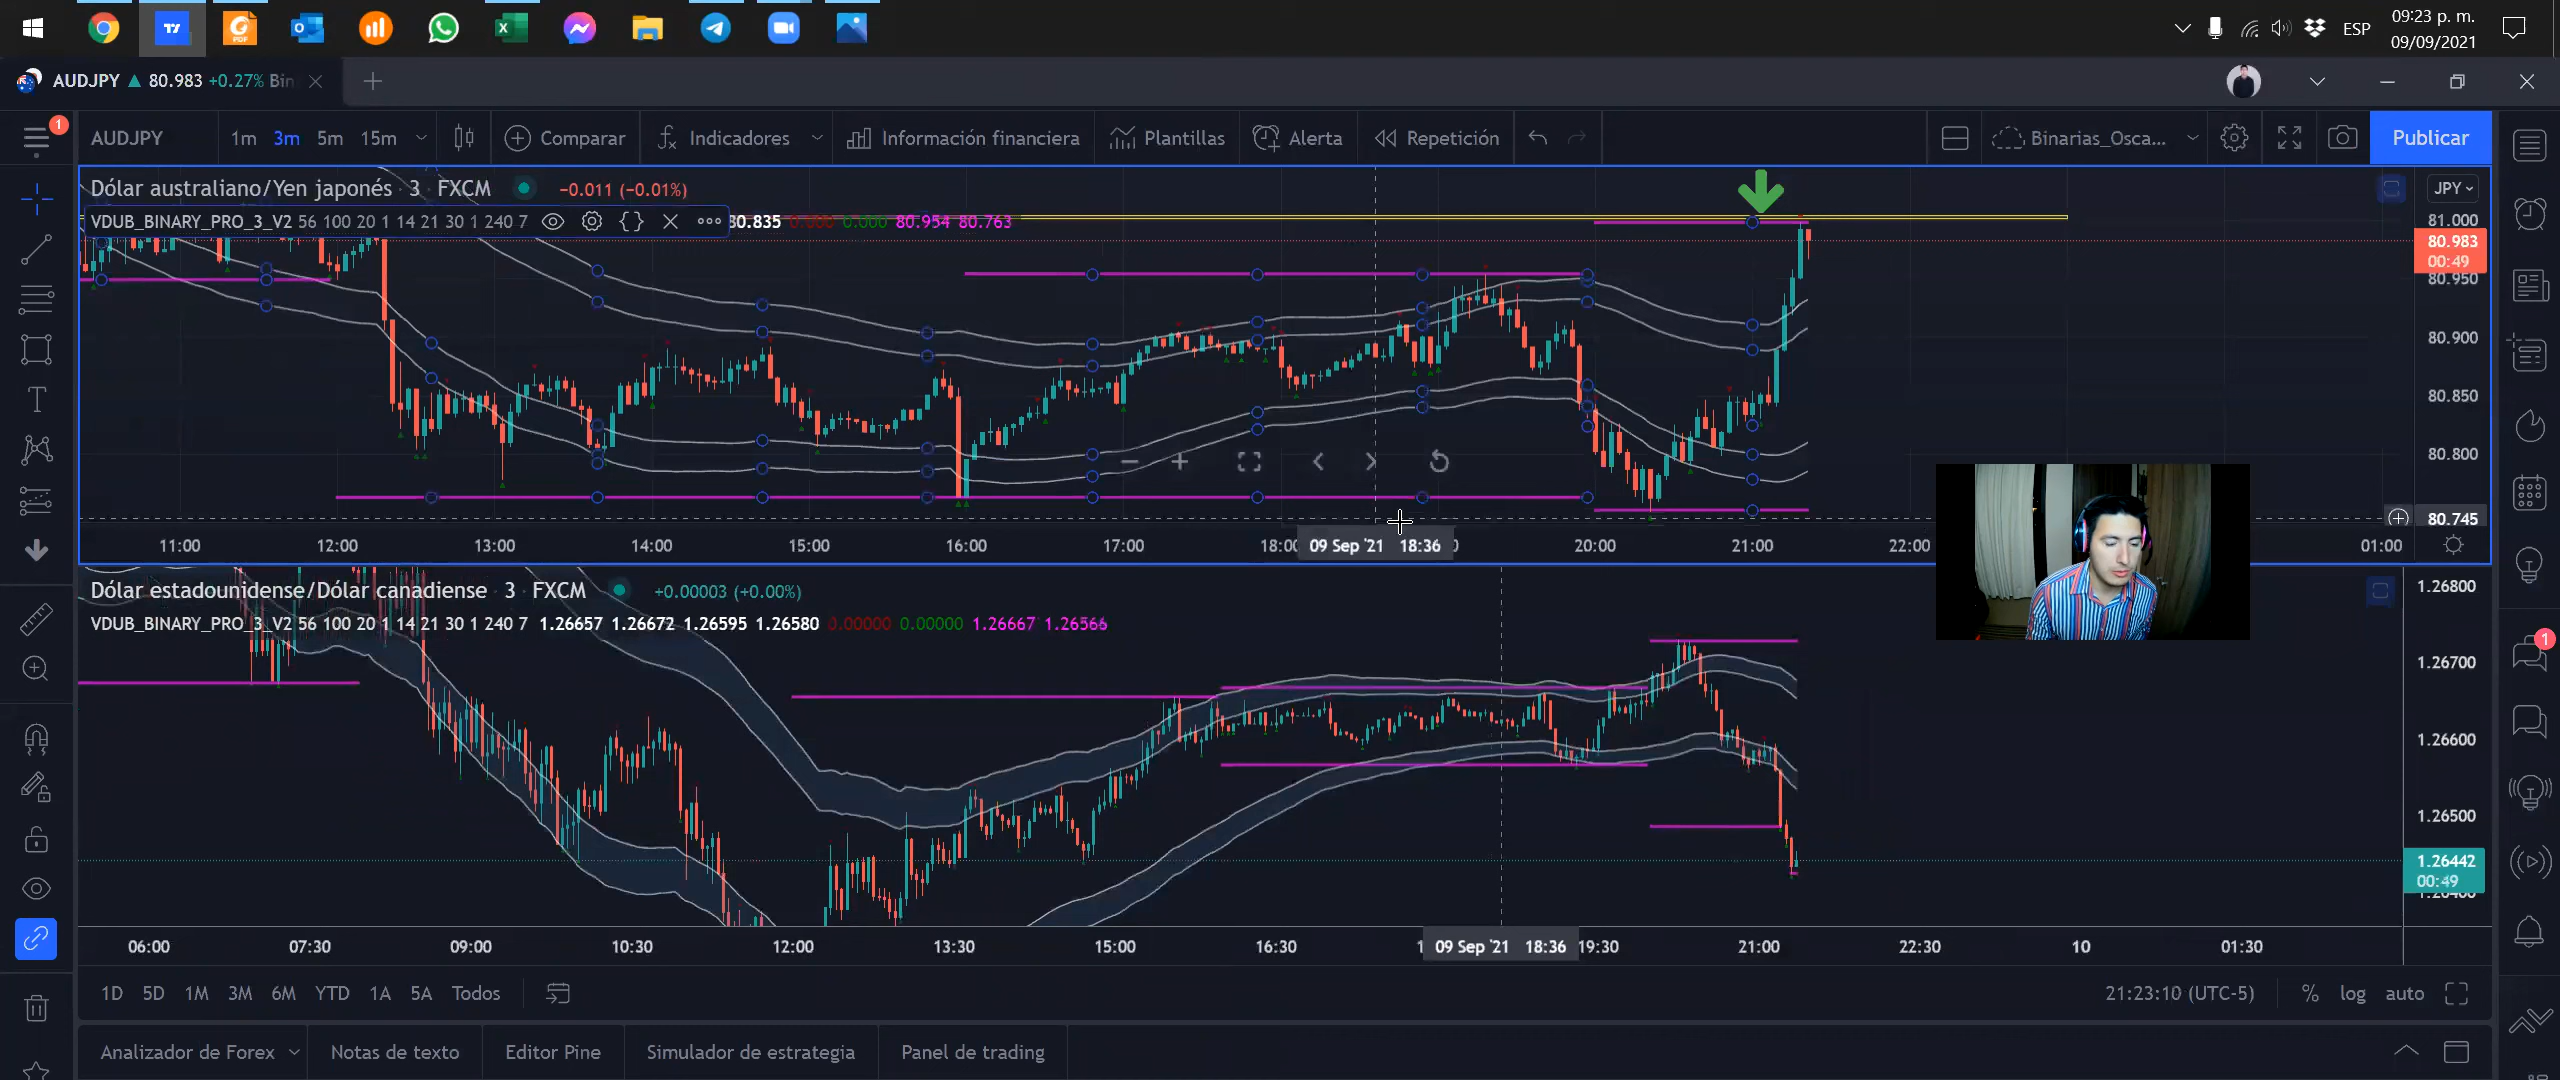 ESP
09:23 p. m.
09/09/2021
AUDJPY ▲ 80.983 +0.27% Bin
AUDJPY 1m 3m 5m 15m Comparar Indicadores Información financiera Plantillas Alerta Repetición Binarias_Osca... Publicar
Dólar australiano/Yen japonés · 3 · FXCM −0.011 (−0.01%)
VDUB_BINARY_PRO_3_V2 56 100 20 1 14 21 30 1 240 7 80.835 0.000 0.000 80.954 80.763
JPY
81.000
80.983
00:49
80.950
80.900
80.850
80.800
80.745
11:00 12:00 13:00 14:00 15:00 16:00 17:00 18:00 09 Sep '21 18:36 20:00 21:00 22:00 01:00
Dólar estadounidense/Dólar canadiense · 3 · FXCM +0.00003 (+0.00%)
VDUB_BINARY_PRO_3_V2 56 100 20 1 14 21 30 1 240 7 1.26657 1.26672 1.26595 1.26580 0.00000 0.00000 1.26667 1.26566
1.26800
1.26700
1.26600
1.26500
1.26442
00:49
06:00 07:30 09:00 10:30 12:00 13:30 15:00 16:30 09 Sep '21 18:36 19:30 21:00 22:30 10 01:30
1D 5D 1M 3M 6M YTD 1A 5A Todos 21:23:10 (UTC-5) % log auto
Analizador de Forex Notas de texto Editor Pine Simulador de estrategia Panel de trading